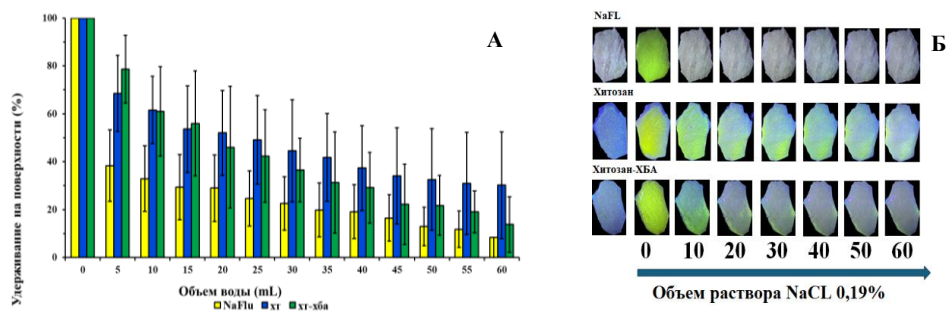 А
100
80
60
40
20
0
Удерживание на поверхности (%)
0 5 10 15 20 25 30 35 40 45 50 55 60
Объем воды (mL)
NaFlu хт хт-хба
Б
NaFL
Хитозан
Хитозан-ХБА
0 10 20 30 40 50 60
Объем раствора NaCL 0,19%